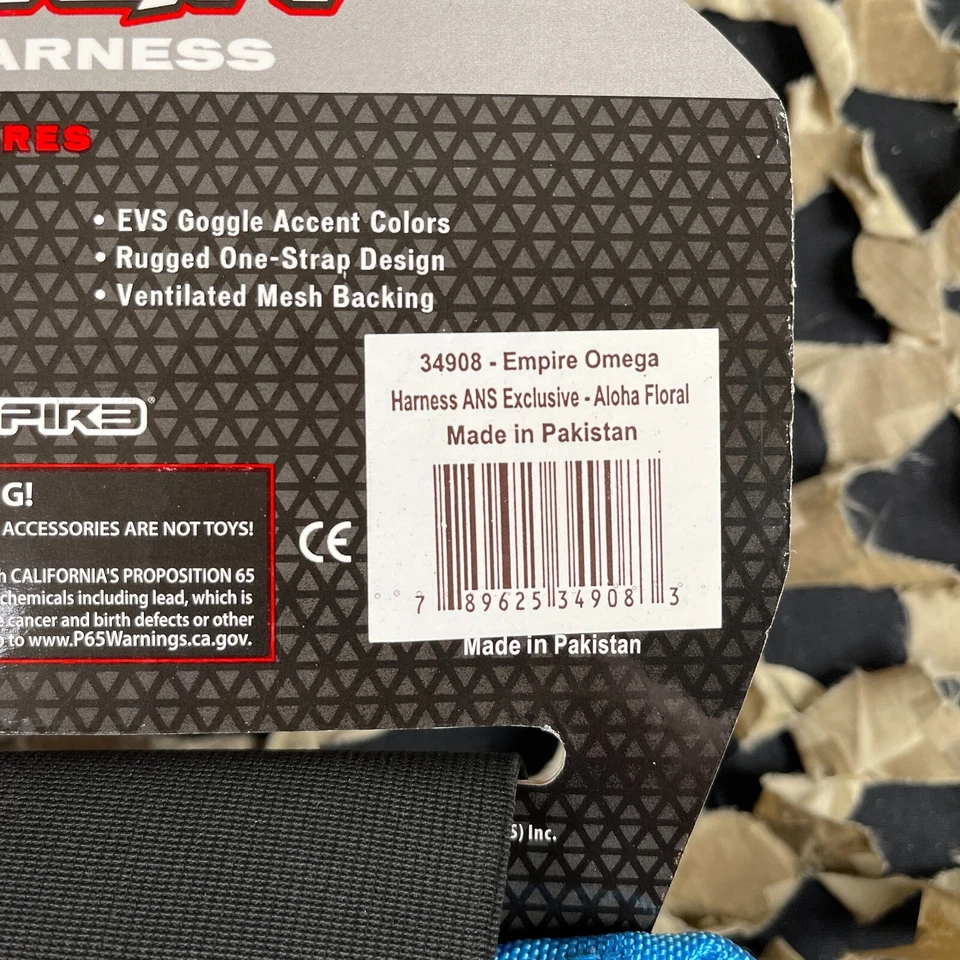 ARNESS
RES
• EVS Goggle Accent Colors
• Rugged One-Strap Design
• Ventilated Mesh Backing
34908 - Empire Omega
Harness ANS Exclusive - Aloha Floral
Made in Pakistan
PIRE®
G!
ACCESSORIES ARE NOT TOYS!
CE
h CALIFORNIA'S PROPOSITION 65
chemicals including lead, which is
e cancer and birth defects or other
o to www.P65Warnings.ca.gov.
7 89625 34908 3
Made in Pakistan
S) Inc.